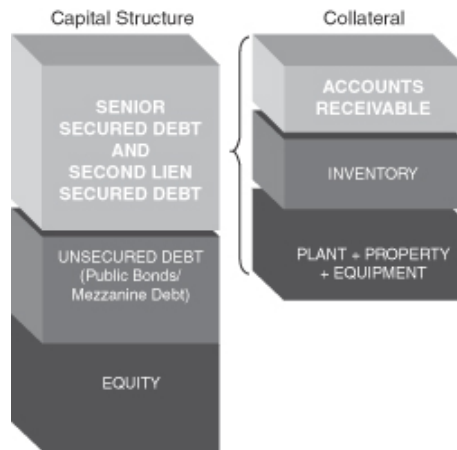 Capital Structure
SENIOR
SECURED DEBT
AND
SECOND LIEN
SECURED DEBT
UNSECURED DEBT
(Public Bonds/
Mezzanine Debt)
EQUITY
Collateral
ACCOUNTS
RECEIVABLE
INVENTORY
PLANT + PROPERTY
+ EQUIPMENT